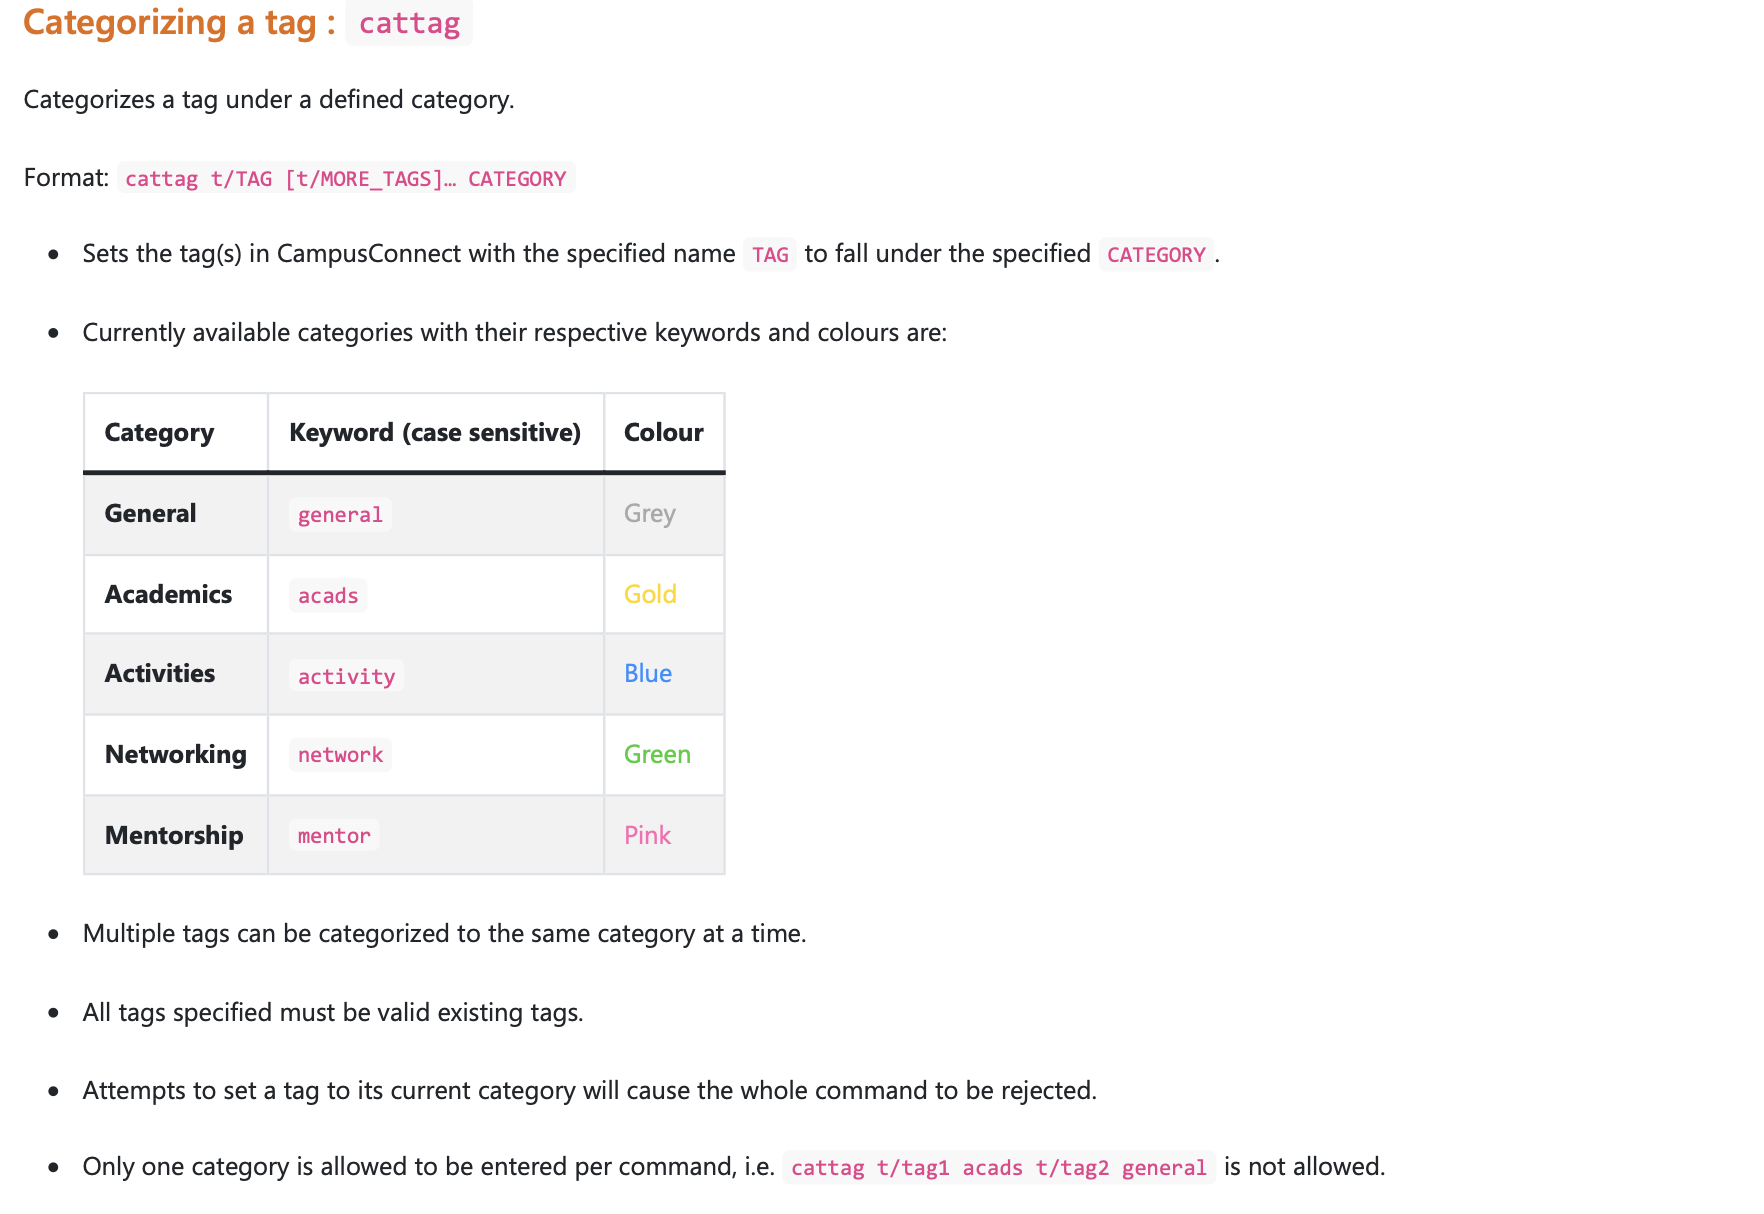 Categorizing a tag : cattag
Categorizes a tag under a defined category.
Format: cattag t/TAG [t/MORE_TAGS]… CATEGORY
• Sets the tag(s) in CampusConnect with the specified name TAG to fall under the specified CATEGORY.
• Currently available categories with their respective keywords and colours are:
Category Keyword (case sensitive) Colour
General general Grey
Academics acads Gold
Activities activity Blue
Networking network Green
Mentorship mentor Pink
• Multiple tags can be categorized to the same category at a time.
• All tags specified must be valid existing tags.
• Attempts to set a tag to its current category will cause the whole command to be rejected.
• Only one category is allowed to be entered per command, i.e. cattag t/tag1 acads t/tag2 general is not allowed.